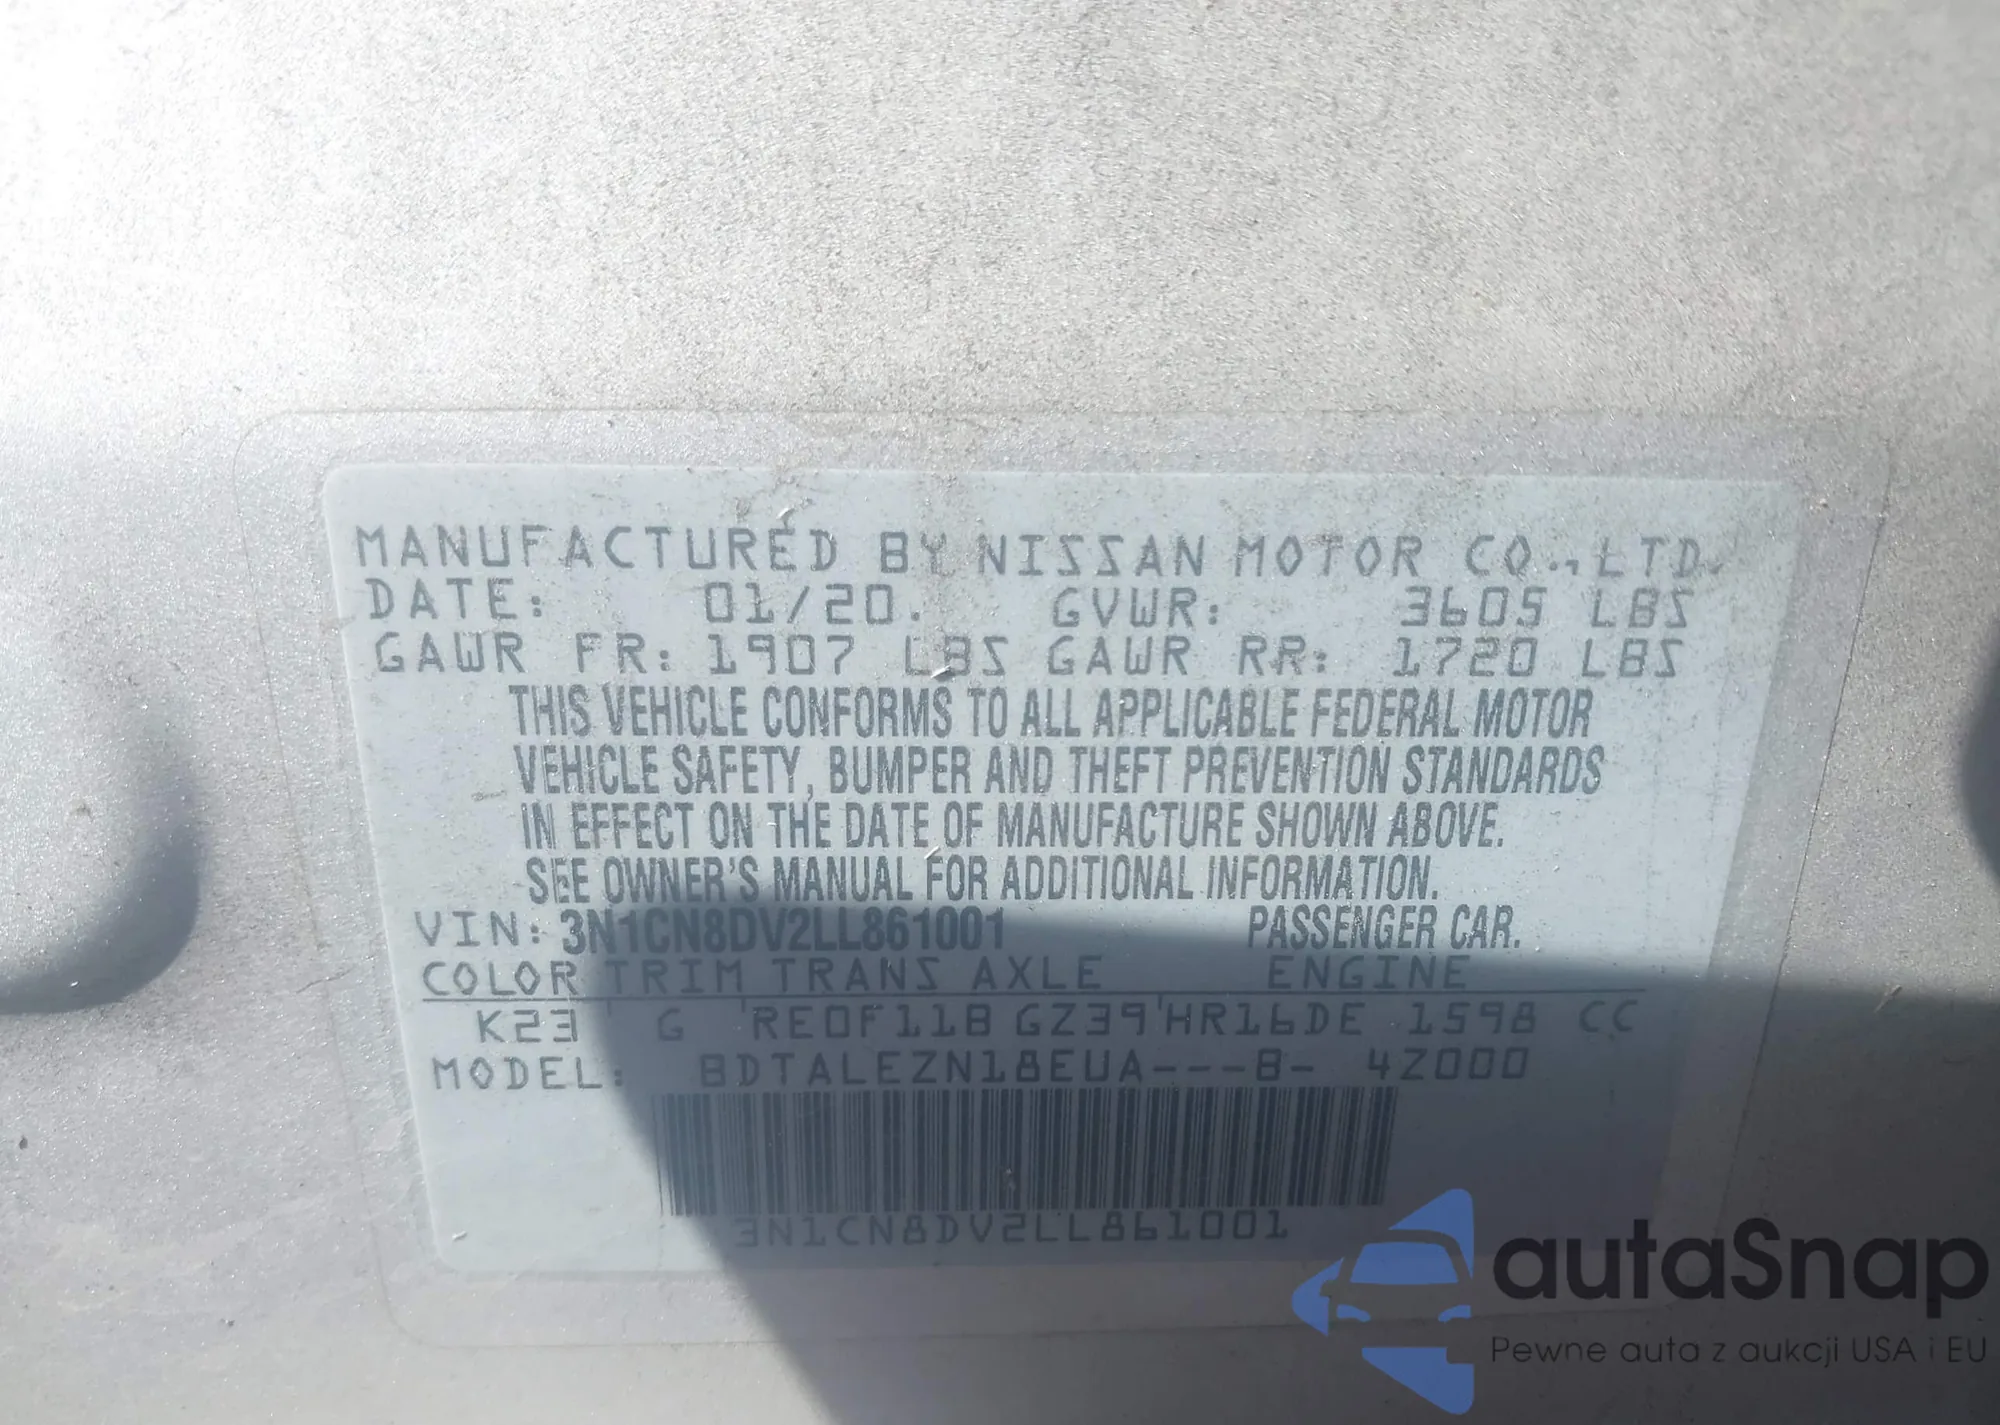 MANUFACTURED BY NISSAN MOTOR CO.,LTD.
DATE: 01/20. GVWR: 3605 LBS
GAWR FR: 1907 LBS GAWR RR: 1720 LBS
THIS VEHICLE CONFORMS TO ALL APPLICABLE FEDERAL MOTOR
VEHICLE SAFETY, BUMPER AND THEFT PREVENTION STANDARDS
IN EFFECT ON THE DATE OF MANUFACTURE SHOWN ABOVE.
SEE OWNER'S MANUAL FOR ADDITIONAL INFORMATION.
VIN: 3N1CN8DV2LL861001 PASSENGER CAR.
COLOR TRIM TRANS AXLE ENGINE
K23 G RE0F11B GZ39 HR16DE 1598 CC
MODEL: BDTALEZN18EUA---B- 4Z000
3N1CN8DV2LL861001
autaSnap
Pewne auta z aukcji USA i EU